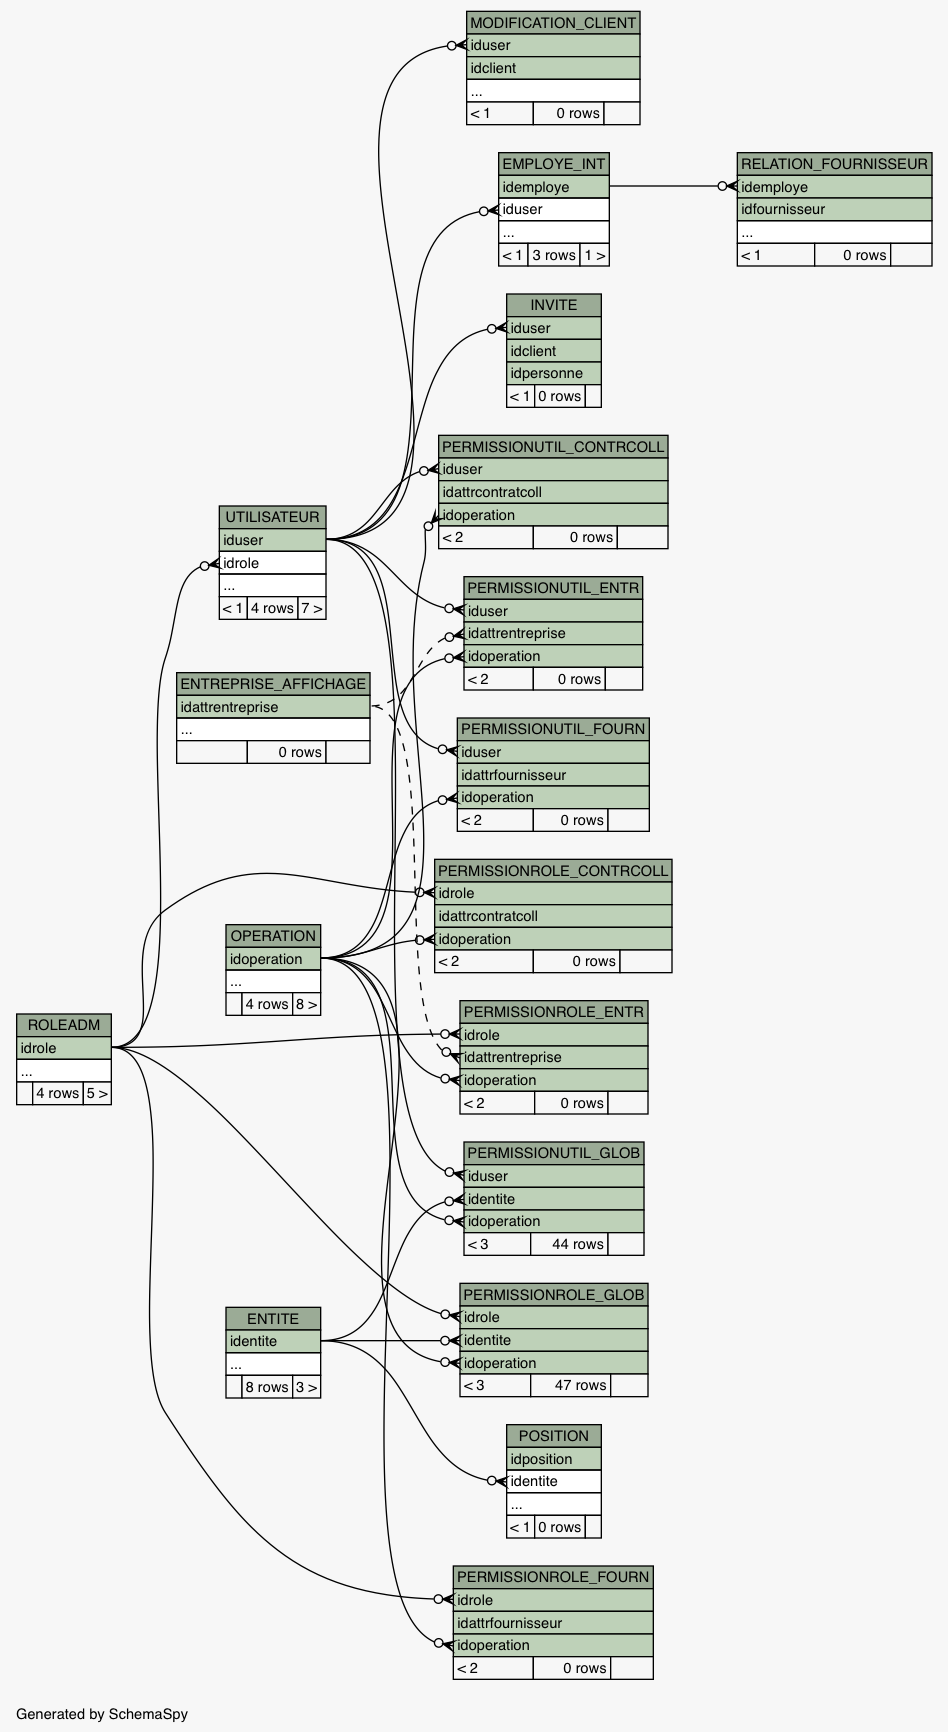 MODIFICATION_CLIENT
iduser
idclient
...
< 1 0 rows
EMPLOYE_INT
idemploye
iduser
...
< 1 3 rows 1 >
RELATION_FOURNISSEUR
idemploye
idfournisseur
...
< 1 0 rows
INVITE
iduser
idclient
idpersonne
< 1 0 rows
PERMISSIONUTIL_CONTRCOLL
iduser
idattrcontratcoll
idoperation
< 2 0 rows
UTILISATEUR
iduser
idrole
...
< 1 4 rows 7 >
PERMISSIONUTIL_ENTR
iduser
idattrentreprise
idoperation
< 2 0 rows
ENTREPRISE_AFFICHAGE
idattrentreprise
...
0 rows
PERMISSIONUTIL_FOURN
iduser
idattrfournisseur
idoperation
< 2 0 rows
PERMISSIONROLE_CONTRCOLL
idrole
idattrcontratcoll
idoperation
< 2 0 rows
OPERATION
idoperation
...
4 rows 8 >
PERMISSIONROLE_ENTR
idrole
idattrentreprise
idoperation
< 2 0 rows
ROLEADM
idrole
...
4 rows 5 >
PERMISSIONUTIL_GLOB
iduser
identite
idoperation
< 3 44 rows
PERMISSIONROLE_GLOB
idrole
identite
idoperation
< 3 47 rows
ENTITE
identite
...
8 rows 3 >
POSITION
idposition
identite
...
< 1 0 rows
PERMISSIONROLE_FOURN
idrole
idattrfournisseur
idoperation
< 2 0 rows
Generated by SchemaSpy